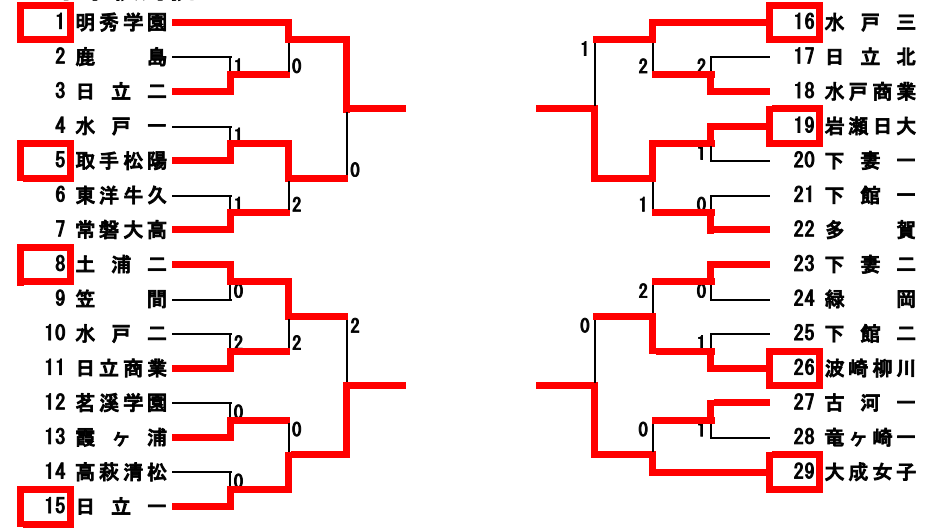 1 明秀学園
2 鹿島
3 日立二
4 水戸一
5 取手松陽
6 東洋牛久
7 常磐大高
8 土浦二
9 笠間
10 水戸二
11 日立商業
12 茗溪学園
13 霞ヶ浦
14 高萩清松
15 日立一
1
0
1
0
1
2
0
2
2
2
0
0
0
16 水戸三
17 日立北
18 水戸商業
19 岩瀬日大
20 下妻一
21 下館一
22 多賀
23 下妻二
24 緑岡
25 下館二
26 波崎柳川
27 古河一
28 竜ヶ崎一
29 大成女子
1
2
2
1
1
0
2
0
0
1
0
1